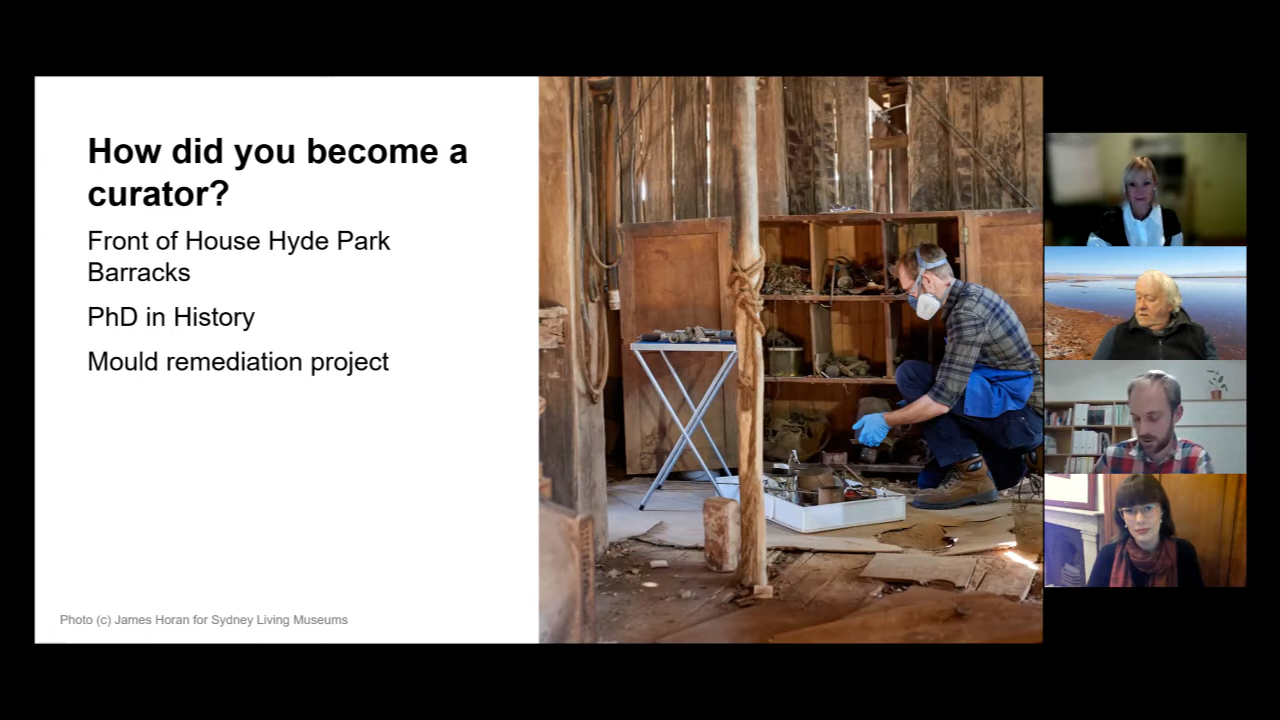 How did you become a
curator?
Front of House Hyde Park
Barracks
PhD in History
Mould remediation project
Photo (c) James Horan for Sydney Living Museums